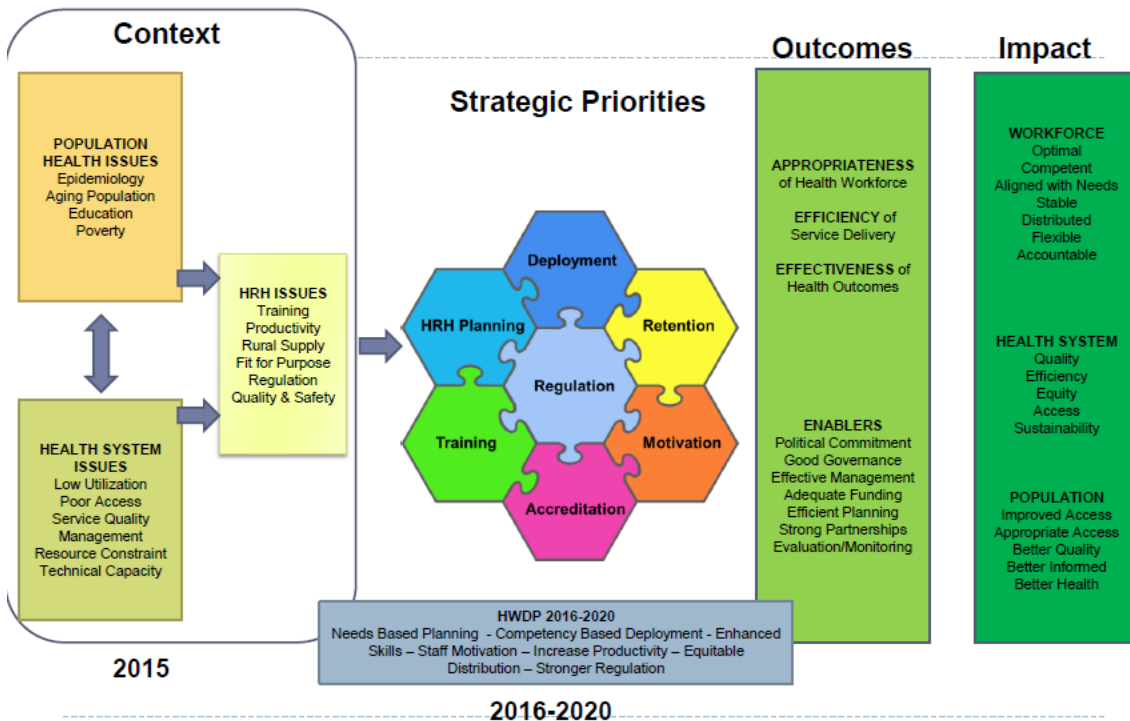 Context
POPULATION
HEALTH ISSUES
Epidemiology
Aging Population
Education
Poverty
HEALTH SYSTEM
ISSUES
Low Utilization
Poor Access
Service Quality
Management
Resource Constraint
Technical Capacity
HRH ISSUES
Training
Productivity
Rural Supply
Fit for Purpose
Regulation
Quality & Safety
2015
Strategic Priorities
Deployment
HRH Planning
Retention
Regulation
Training
Motivation
Accreditation
HWDP 2016-2020
Needs Based Planning - Competency Based Deployment - Enhanced
Skills – Staff Motivation – Increase Productivity – Equitable
Distribution – Stronger Regulation
2016-2020
Outcomes
APPROPRIATENESS
of Health Workforce
EFFICIENCY of
Service Delivery
EFFECTIVENESS of
Health Outcomes
ENABLERS
Political Commitment
Good Governance
Effective Management
Adequate Funding
Efficient Planning
Strong Partnerships
Evaluation/Monitoring
Impact
WORKFORCE
Optimal
Competent
Aligned with Needs
Stable
Distributed
Flexible
Accountable
HEALTH SYSTEM
Quality
Efficiency
Equity
Access
Sustainability
POPULATION
Improved Access
Appropriate Access
Better Quality
Better Informed
Better Health